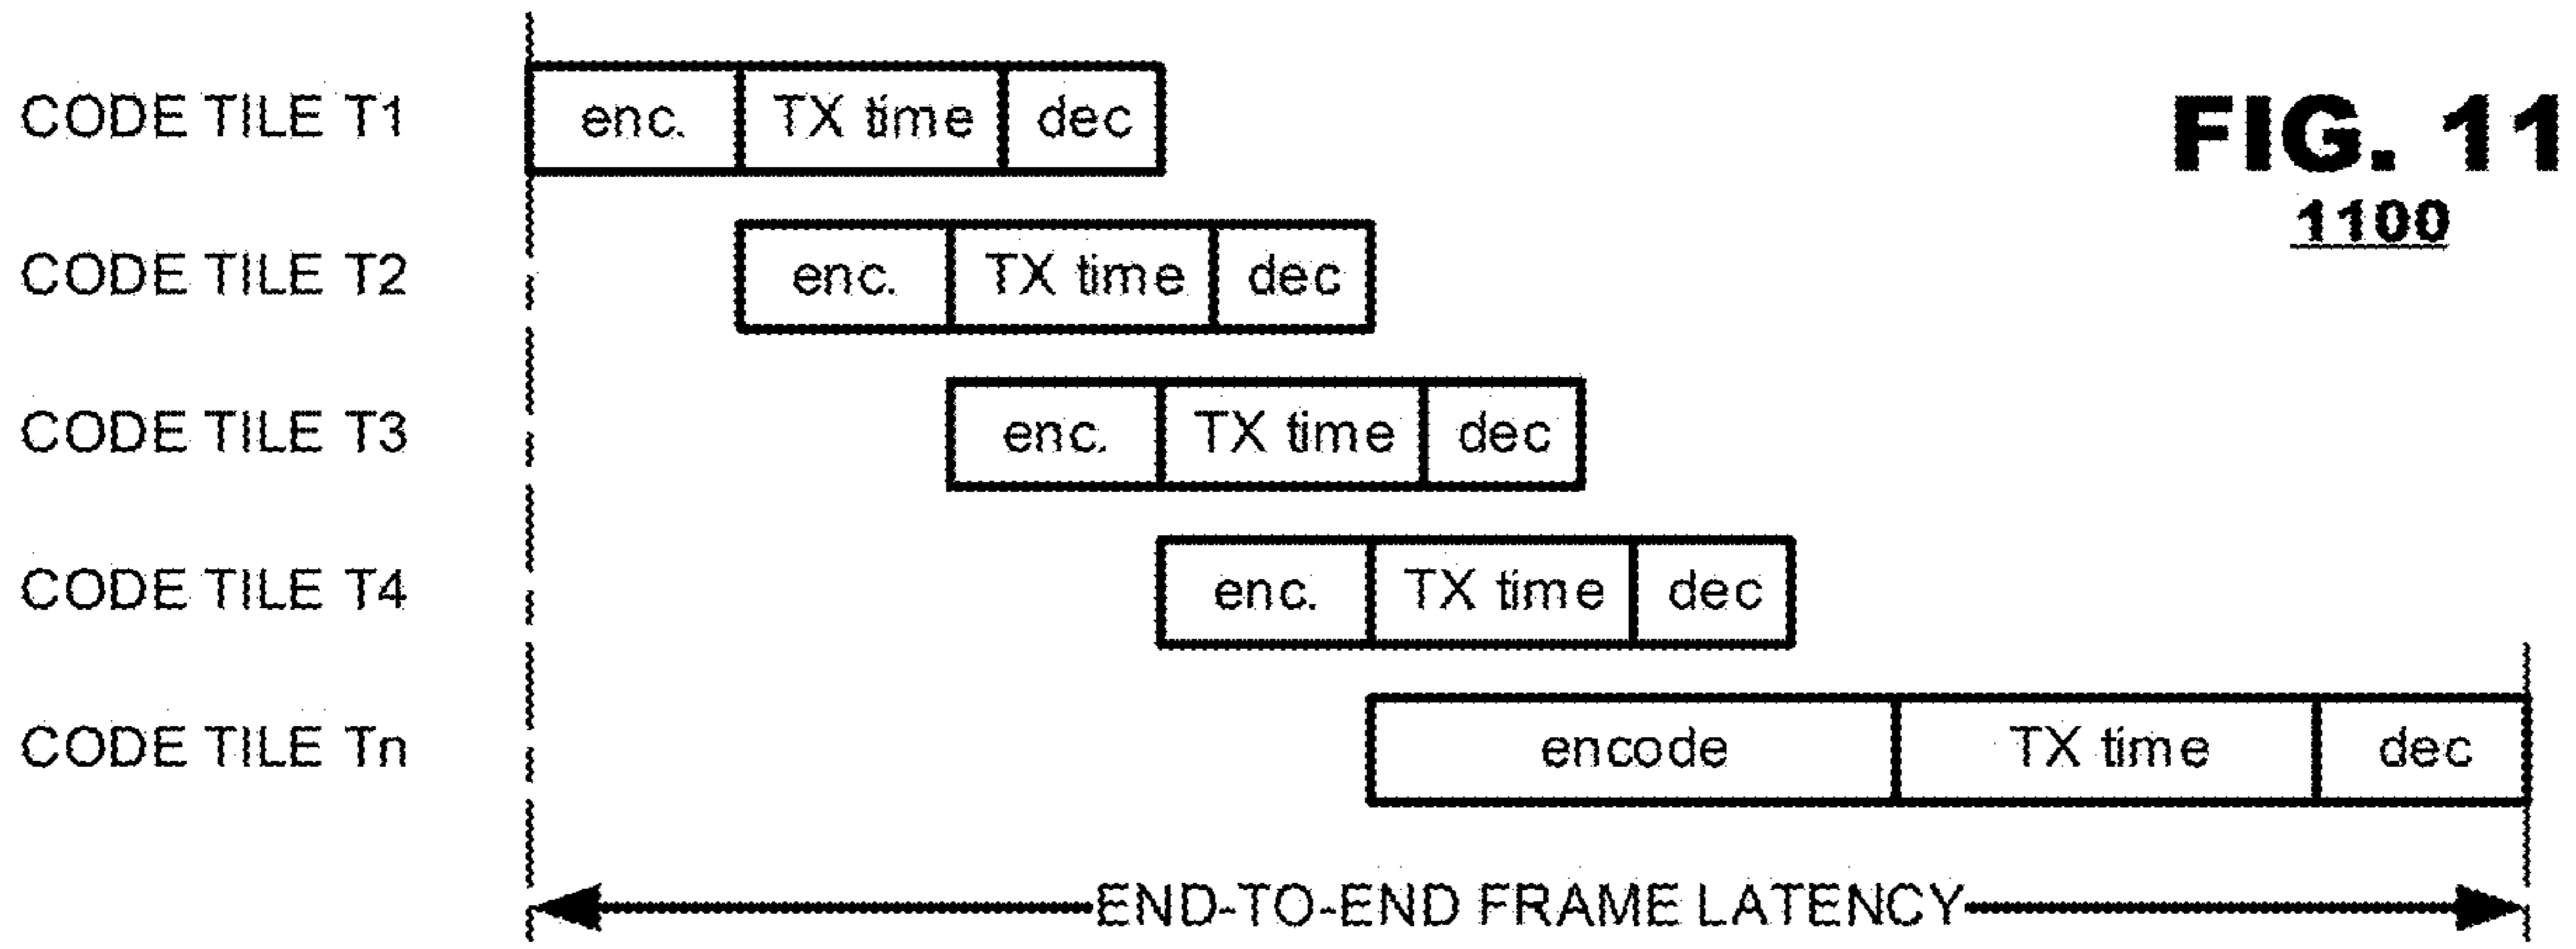 CODE TILE T1 enc. TX time dec
FIG. 11
1100
CODE TILE T2 enc. TX time dec
CODE TILE T3 enc. TX time dec
CODE TILE T4 enc. TX time dec
CODE TILE Tn encode TX time dec
END-TO-END FRAME LATENCY